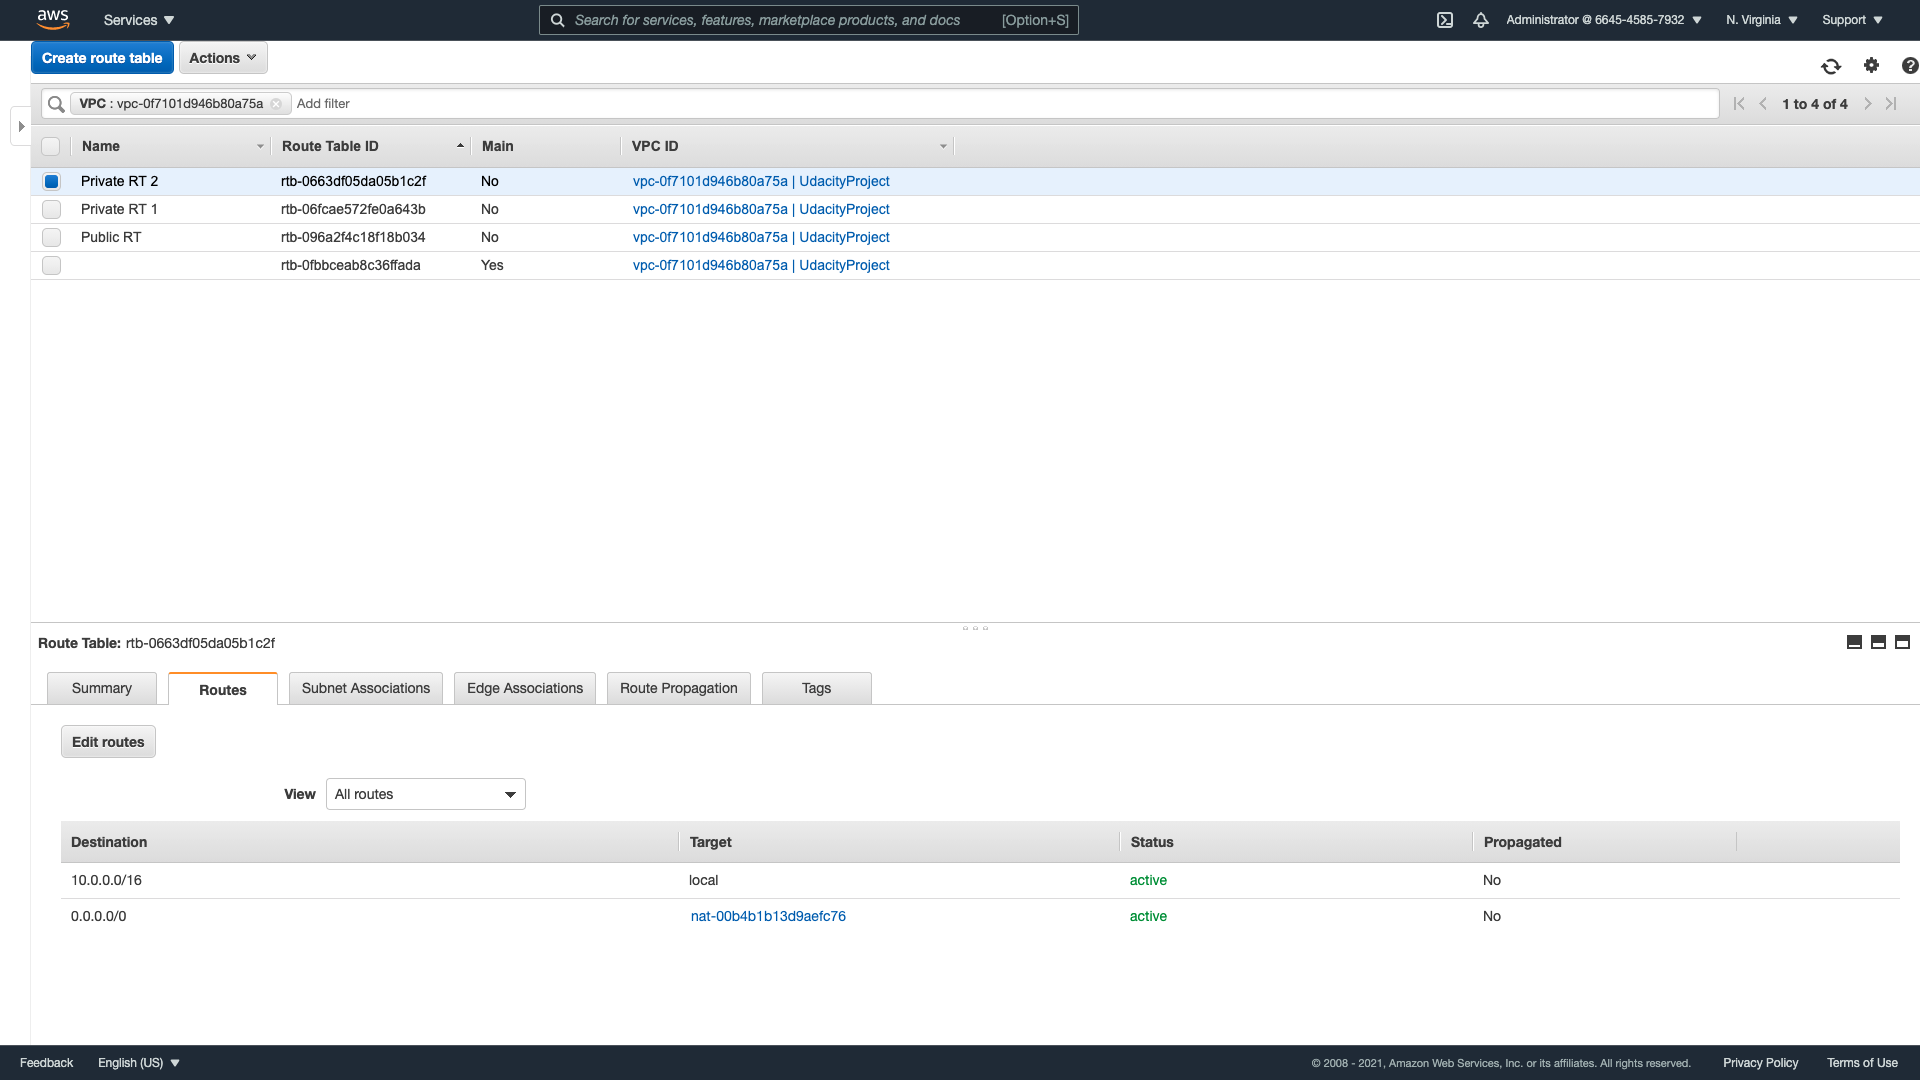 aws Services Search for services, features, marketplace products, and docs [Option+S] Administrator @ 6645-4585-7932 N. Virginia Support
Create route table Actions
VPC : vpc-0f7101d946b80a75a Add filter 1 to 4 of 4
Name Route Table ID Main VPC ID
Private RT 2 rtb-0663df05da05b1c2f No vpc-0f7101d946b80a75a | UdacityProject
Private RT 1 rtb-06fcae572fe0a643b No vpc-0f7101d946b80a75a | UdacityProject
Public RT rtb-096a2f4c18f18b034 No vpc-0f7101d946b80a75a | UdacityProject
rtb-0fbbceab8c36ffada Yes vpc-0f7101d946b80a75a | UdacityProject
Route Table: rtb-0663df05da05b1c2f
Summary Routes Subnet Associations Edge Associations Route Propagation Tags
Edit routes
View All routes
Destination Target Status Propagated
10.0.0.0/16 local active No
0.0.0.0/0 nat-00b4b1b13d9aefc76 active No
Feedback English (US) © 2008 - 2021, Amazon Web Services, Inc. or its affiliates. All rights reserved. Privacy Policy Terms of Use